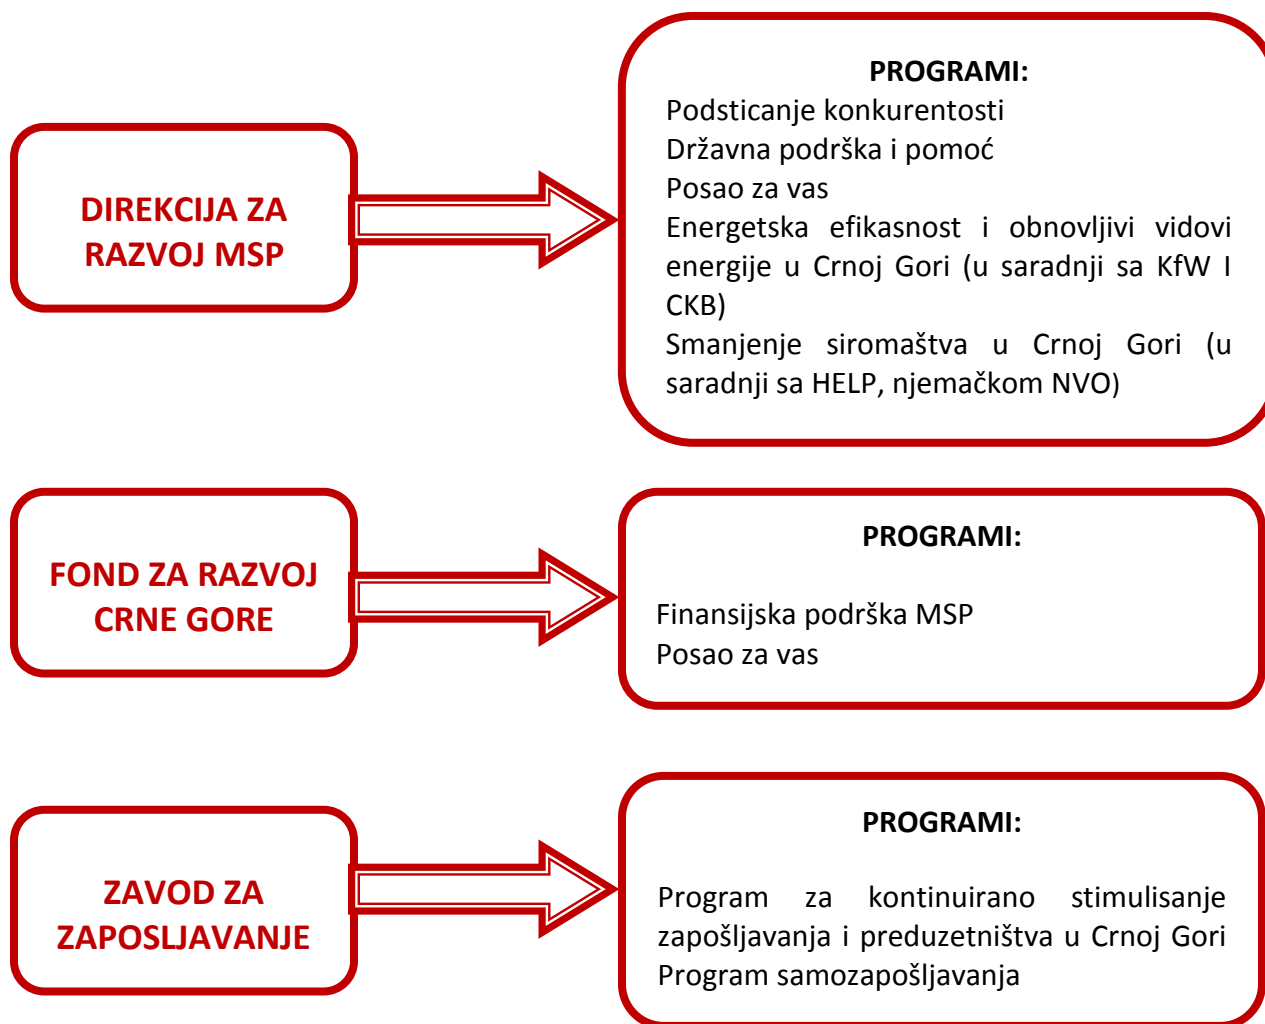 DIREKCIJA ZA
RAZVOJ MSP
PROGRAMI:
Podsticanje konkurentosti
Državna podrška i pomoć
Posao za vas
Energetska efikasnost i obnovljivi vidovi
energije u Crnoj Gori (u saradnji sa KfW I
CKB)
Smanjenje siromaštva u Crnoj Gori (u
saradnji sa HELP, njemačkom NVO)
FOND ZA RAZVOJ
CRNE GORE
PROGRAMI:
Finansijska podrška MSP
Posao za vas
ZAVOD ZA
ZAPOSLJAVANJE
PROGRAMI:
Program za kontinuirano stimulisanje
zapošljavanja i preduzetništva u Crnoj Gori
Program samozapošljavanja